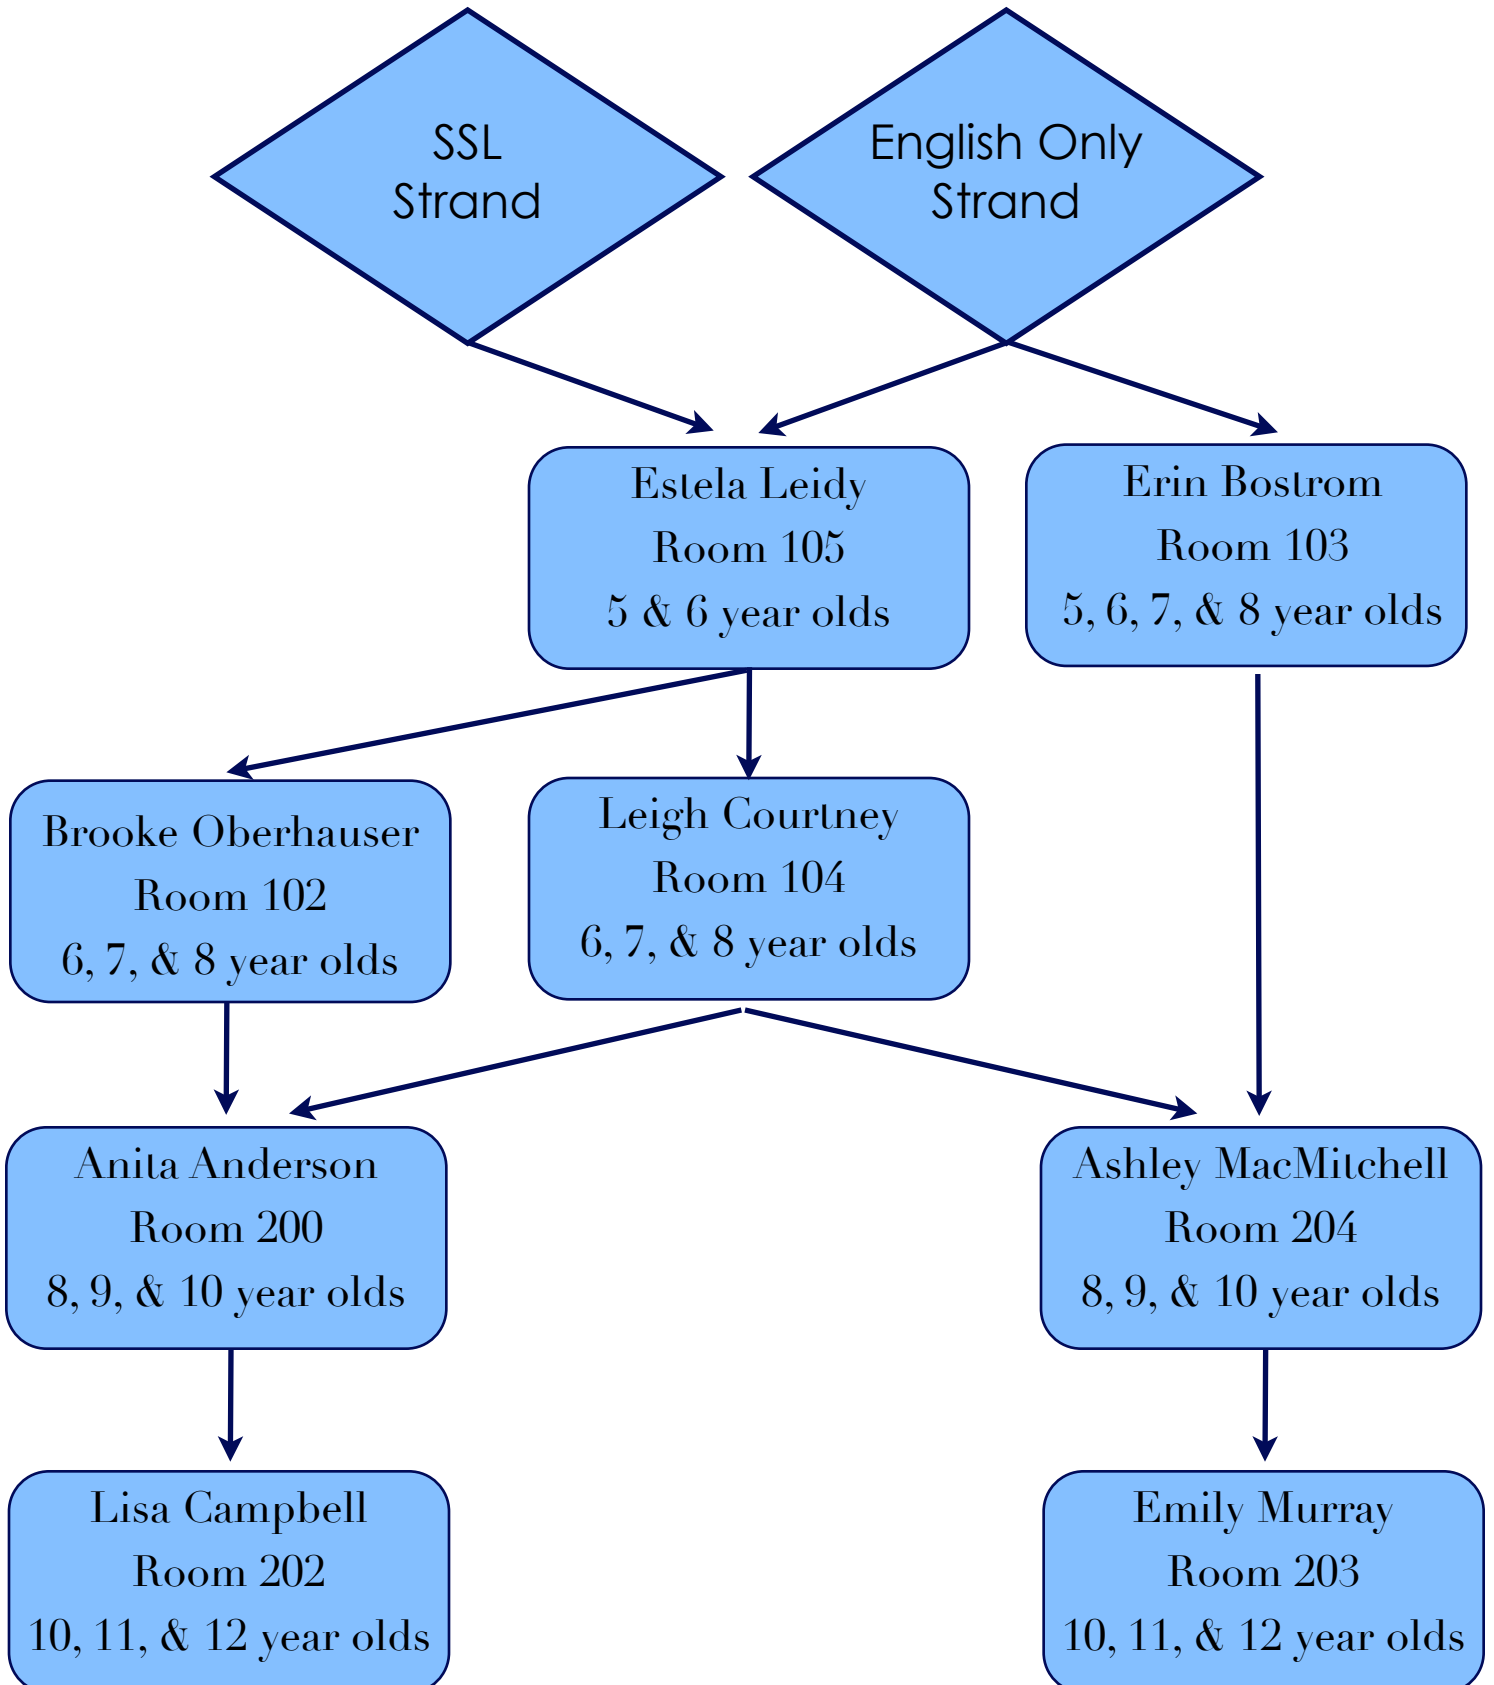 SSL
Strand
English Only
Strand
Estela Leidy
Room 105
5 & 6 year olds
Erin Bostrom
Room 103
5, 6, 7, & 8 year olds
Brooke Oberhauser
Room 102
6, 7, & 8 year olds
Leigh Courtney
Room 104
6, 7, & 8 year olds
Anita Anderson
Room 200
8, 9, & 10 year olds
Ashley MacMitchell
Room 204
8, 9, & 10 year olds
Lisa Campbell
Room 202
10, 11, & 12 year olds
Emily Murray
Room 203
10, 11, & 12 year olds